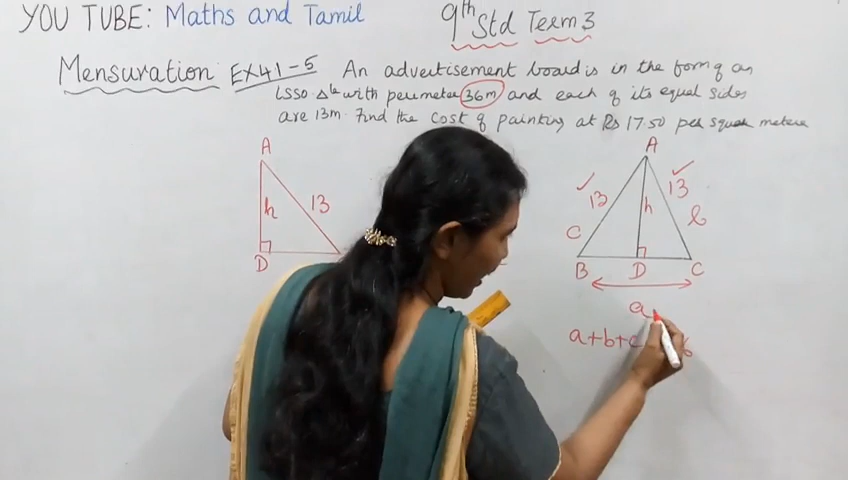 YOU TUBE: Maths and Tamil
9th Std Term 3
Mensuration EX 4.1-5 An advertisement board is in the form of an
ISSO. Δle with perimeter 36m and each of its equal sides
are 13m. Find the cost of painting at Rs 17.50 per square metere
A
h 13
D
A
13 13
h
C b
B D C
a
a+b+c